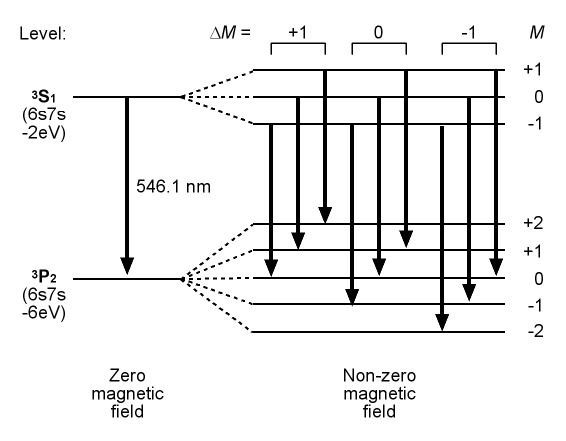 Level: ΔM = +1 0 -1 M
+1
³S₁ 0
(6s7s
-2eV) -1
546.1 nm
+2
+1
³P₂ 0
(6s7s
-6eV) -1
-2
Zero
magnetic
field
Non-zero
magnetic
field